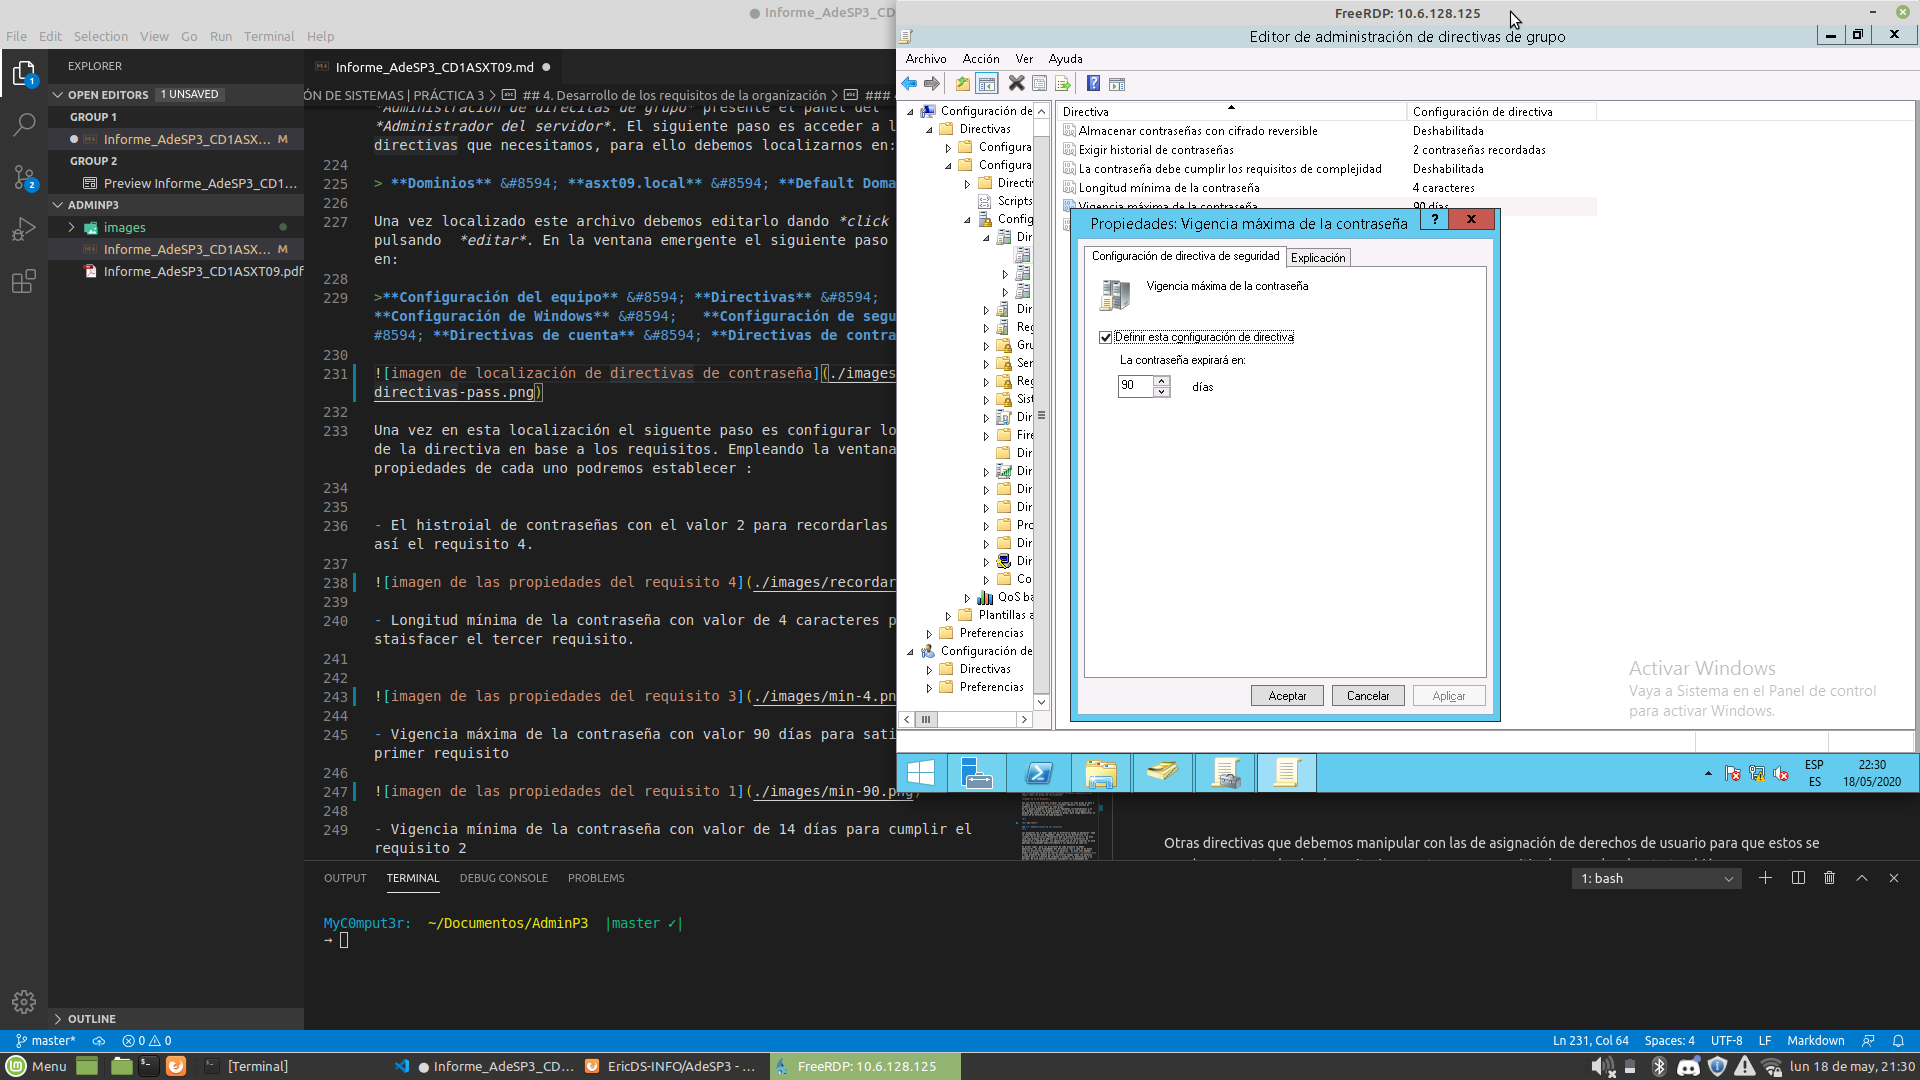 Informe_AdeSP3_CD
File Edit Selection View Go Run Terminal Help
EXPLORER
OPEN EDITORS 1 UNSAVED
GROUP 1
Informe_AdeSP3_CD1ASX... M
GROUP 2
Preview Informe_AdeSP3_CD1...
ADMINP3
images
Informe_AdeSP3_CD1ASX... M
Informe_AdeSP3_CD1ASXT09.pdf
OUTLINE
Informe_AdeSP3_CD1ASXT09.md
ÓN DE SISTEMAS | PRÁCTICA 3 > ## 4. Desarrollo de los requisitos de la organización > ###
*Administración de direcitas de grupo* presente el panel del
*Administrador del servidor*. El siguiente paso es acceder a l
directivas que necesitamos, para ello debemos localizarnos en:
224
225 > **Dominios** &#8594; **asxt09.local** &#8594; **Default Doma
226
227 Una vez localizado este archivo debemos editarlo dando *click
pulsando *editar*. En la ventana emergente el siguiente paso
en:
228
229 >**Configuración del equipo** &#8594; **Directivas** &#8594;
**Configuración de Windows** &#8594; **Configuración de segu
#8594; **Directivas de cuenta** &#8594; **Directivas de contra
230
231 ![imagen de localización de directivas de contraseña](./images
directivas-pass.png)
232
233 Una vez en esta localización el siguente paso es configurar lo
de la directiva en base a los requisitos. Empleando la ventana
propiedades de cada uno podremos establecer :
234
235
236 - El histroial de contraseñas con el valor 2 para recordarlas
así el requisito 4.
237
238 ![imagen de las propiedades del requisito 4](./images/recordar
239
240 - Longitud mínima de la contraseña con valor de 4 caracteres p
staisfacer el tercer requisito.
241
242
243 ![imagen de las propiedades del requisito 3](./images/min-4.pn
244
245 - Vigencia máxima de la contraseña con valor 90 días para sati
primer requisito
246
247 ![imagen de las propiedades del requisito 1](./images/min-90.png)
248
249 - Vigencia mínima de la contraseña con valor de 14 días para cumplir el
requisito 2
FreeRDP: 10.6.128.125
Editor de administración de directivas de grupo
Archivo Acción Ver Ayuda
Configuración de
Directivas
Configura
Configura
Directi
Scripts
Config
Dir
Dir
Reg
Gru
Ser
Reg
Sis
Dir
Fire
Dir
Dir
Dir
Dir
Pro
Dir
Dir
Co
QoS ba
Plantillas a
Preferencias
Configuración de
Directivas
Preferencias
Directiva Configuración de directiva
Almacenar contraseñas con cifrado reversible Deshabilitada
Exigir historial de contraseñas 2 contraseñas recordadas
La contraseña debe cumplir los requisitos de complejidad Deshabilitada
Longitud mínima de la contraseña 4 caracteres
Vigencia máxima de la contraseña 90 días
Propiedades: Vigencia máxima de la contraseña ? x
Configuración de directiva de seguridad Explicación
Vigencia máxima de la contraseña
Definir esta configuración de directiva
La contraseña expirará en:
90 días
Aceptar Cancelar Aplicar
Activar Windows
Vaya a Sistema en el Panel de control
para activar Windows.
ESP
ES
22:30
18/05/2020
Otras directivas que debemos manipular con las de asignación de derechos de usuario para que estos se
OUTPUT TERMINAL DEBUG CONSOLE PROBLEMS
1: bash
MyC0mput3r: ~/Documentos/AdminP3 |master ✓|
→
master* 0 0
Ln 231, Col 64 Spaces: 4 UTF-8 LF Markdown
Menu
[Terminal]
● Informe_AdeSP3_CD...
EricDS-INFO/AdeSP3 - ...
FreeRDP: 10.6.128.125
lun 18 de may, 21:30